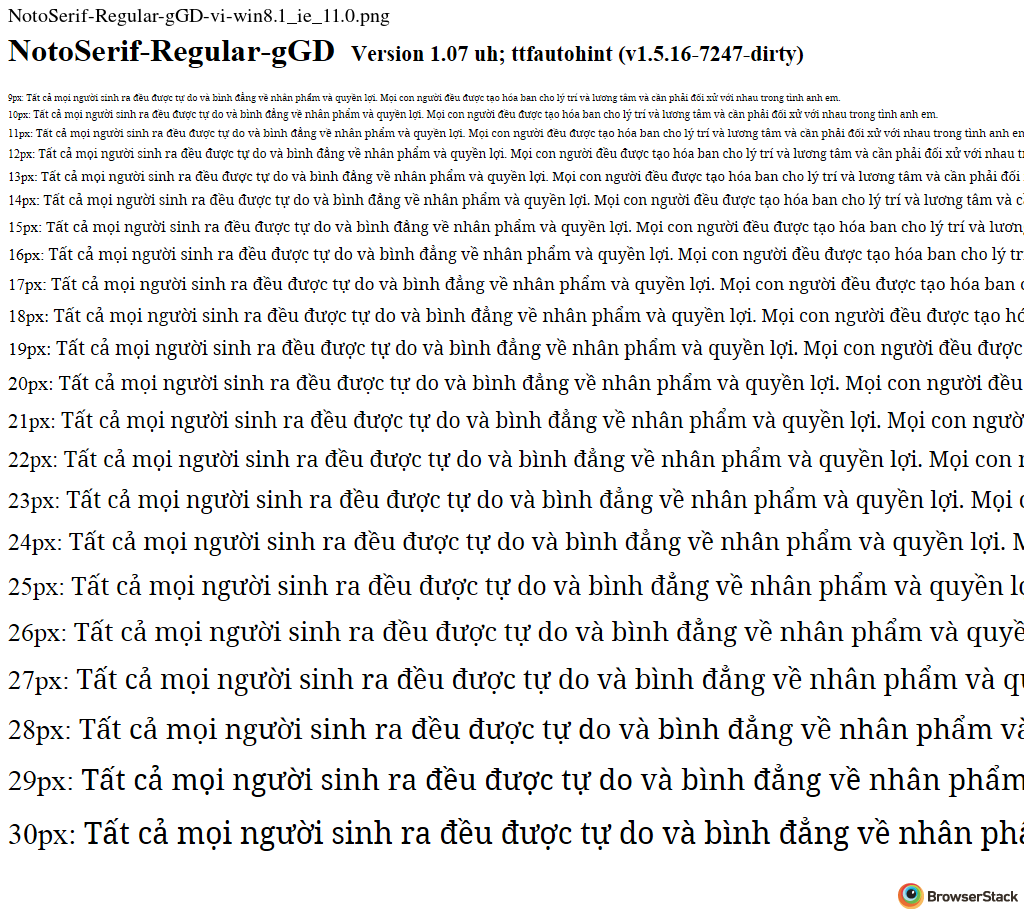 NotoSerif-Regular-gGD-vi-win8.1_ie_11.0.png
NotoSerif-Regular-gGD Version 1.07 uh; ttfautohint (v1.5.16-7247-dirty)
9px: Tất cả mọi người sinh ra đều được tự do và bình đẳng về nhân phẩm và quyền lợi. Mọi con người đều được tạo hóa ban cho lý trí và lương tâm và cần phải đối xử với nhau trong tình anh em.
10px: Tất cả mọi người sinh ra đều được tự do và bình đẳng về nhân phẩm và quyền lợi. Mọi con người đều được tạo hóa ban cho lý trí và lương tâm và cần phải đối xử với nhau trong tình anh em.
11px: Tất cả mọi người sinh ra đều được tự do và bình đẳng về nhân phẩm và quyền lợi. Mọi con người đều được tạo hóa ban cho lý trí và lương tâm và cần phải đối xử với nhau trong tình anh em
12px: Tất cả mọi người sinh ra đều được tự do và bình đẳng về nhân phẩm và quyền lợi. Mọi con người đều được tạo hóa ban cho lý trí và lương tâm và cần phải đối xử với nhau
13px: Tất cả mọi người sinh ra đều được tự do và bình đẳng về nhân phẩm và quyền lợi. Mọi con người đều được tạo hóa ban cho lý trí và lương tâm và cần phải đối
14px: Tất cả mọi người sinh ra đều được tự do và bình đẳng về nhân phẩm và quyền lợi. Mọi con người đều được tạo hóa ban cho lý trí và lương tâm và
15px: Tất cả mọi người sinh ra đều được tự do và bình đẳng về nhân phẩm và quyền lợi. Mọi con người đều được tạo hóa ban cho lý trí và lươn
16px: Tất cả mọi người sinh ra đều được tự do và bình đẳng về nhân phẩm và quyền lợi. Mọi con người đều được tạo hóa ban cho lý tr
17px: Tất cả mọi người sinh ra đều được tự do và bình đẳng về nhân phẩm và quyền lợi. Mọi con người đều được tạo hóa ban
18px: Tất cả mọi người sinh ra đều được tự do và bình đẳng về nhân phẩm và quyền lợi. Mọi con người đều được tạo hó
19px: Tất cả mọi người sinh ra đều được tự do và bình đẳng về nhân phẩm và quyền lợi. Mọi con người đều được
20px: Tất cả mọi người sinh ra đều được tự do và bình đẳng về nhân phẩm và quyền lợi. Mọi con người đều
21px: Tất cả mọi người sinh ra đều được tự do và bình đẳng về nhân phẩm và quyền lợi. Mọi con ngườ
22px: Tất cả mọi người sinh ra đều được tự do và bình đẳng về nhân phẩm và quyền lợi. Mọi con
23px: Tất cả mọi người sinh ra đều được tự do và bình đẳng về nhân phẩm và quyền lợi. Mọi
24px: Tất cả mọi người sinh ra đều được tự do và bình đẳng về nhân phẩm và quyền lợi.
25px: Tất cả mọi người sinh ra đều được tự do và bình đẳng về nhân phẩm và quyền
26px: Tất cả mọi người sinh ra đều được tự do và bình đẳng về nhân phẩm và quyề
27px: Tất cả mọi người sinh ra đều được tự do và bình đẳng về nhân phẩm và
28px: Tất cả mọi người sinh ra đều được tự do và bình đẳng về nhân phẩm và
29px: Tất cả mọi người sinh ra đều được tự do và bình đẳng về nhân phẩm
30px: Tất cả mọi người sinh ra đều được tự do và bình đẳng về nhân
BrowserStack